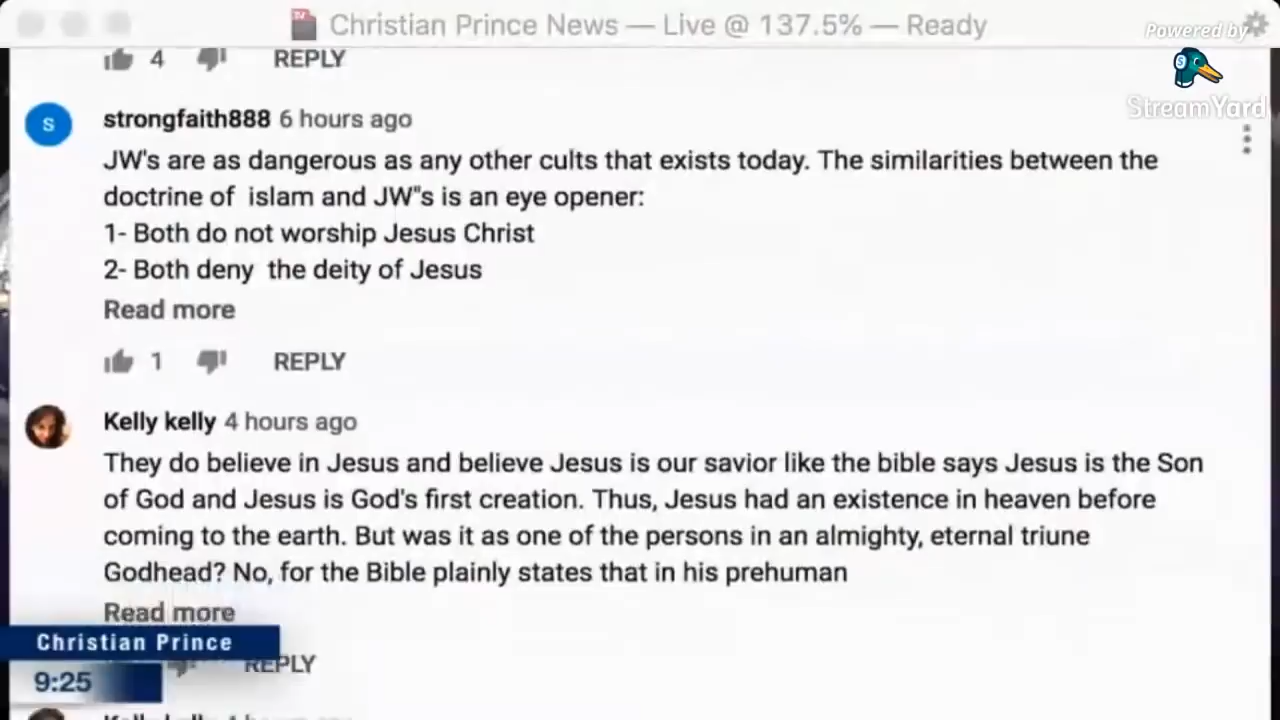 Christian Prince News — Live @ 137.5% — Ready
Powered by
StreamYard
4 REPLY
S
strongfaith888 6 hours ago
JW's are as dangerous as any other cults that exists today. The similarities between the
doctrine of islam and JW"s is an eye opener:
1- Both do not worship Jesus Christ
2- Both deny the deity of Jesus
Read more
1 REPLY
Kelly kelly 4 hours ago
They do believe in Jesus and believe Jesus is our savior like the bible says Jesus is the Son
of God and Jesus is God's first creation. Thus, Jesus had an existence in heaven before
coming to the earth. But was it as one of the persons in an almighty, eternal triune
Godhead? No, for the Bible plainly states that in his prehuman
Read more
Christian Prince
REPLY
9:25